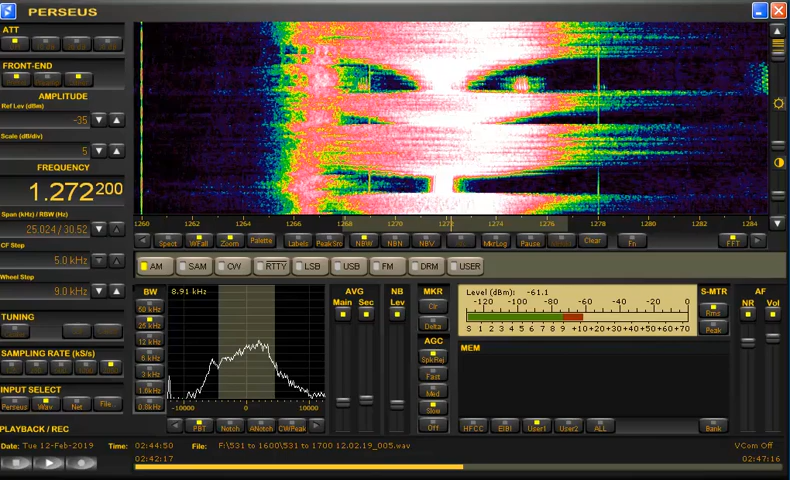 PERSEUS
ATT
FRONT-END
AMPLITUDE
Ref Lev (dBm)
-35
Scale (dB/div)
5
FREQUENCY
1.272200
Span (kHz) / RBW (Hz)
25.024 / 30.52
CF Step
5.0 kHz
Wheel Step
9.0 kHz
TUNING
SAMPLING RATE (kS/s)
INPUT SELECT
Perseus Wav Net File
PLAYBACK / REC
1260 1262 1264 1266 1268 1270 1272 1274 1276 1278 1280 1282 1284
Spect WFall Zoom Palette Labels PeakSrc NBW NBN NBV MkrLog Pause Clear Fn FFT
AM SAM CW RTTY LSB USB FM DRM USER
BW
50 kHz
25 kHz
12 kHz
6 kHz
3 kHz
1.6kHz
0.8kHz
8.91 kHz
-10000 0 10000
PBT Notch ANotch CWPeak
AVG
Main Sec
NB
Lev
MKR
Clr
Delta
AGC
SpkRej
Fast
Med
Slow
Off
Level (dBm): -61.1
-120 -100 -80 -60 -40 -20 0
S 1 2 3 4 5 6 7 8 9 +10+20+30+40+50+60+70
S-MTR
Rms
Peak
AF
NR Vol
MEM
HFCC EIBI User1 User2 ALL Bank
Date: Tue 12-Feb-2019 Time: 02:44:50 File: F:\531 to 1600\531 to 1700 12.02.19_005.wav VCom Off
02:42:17 02:47:16